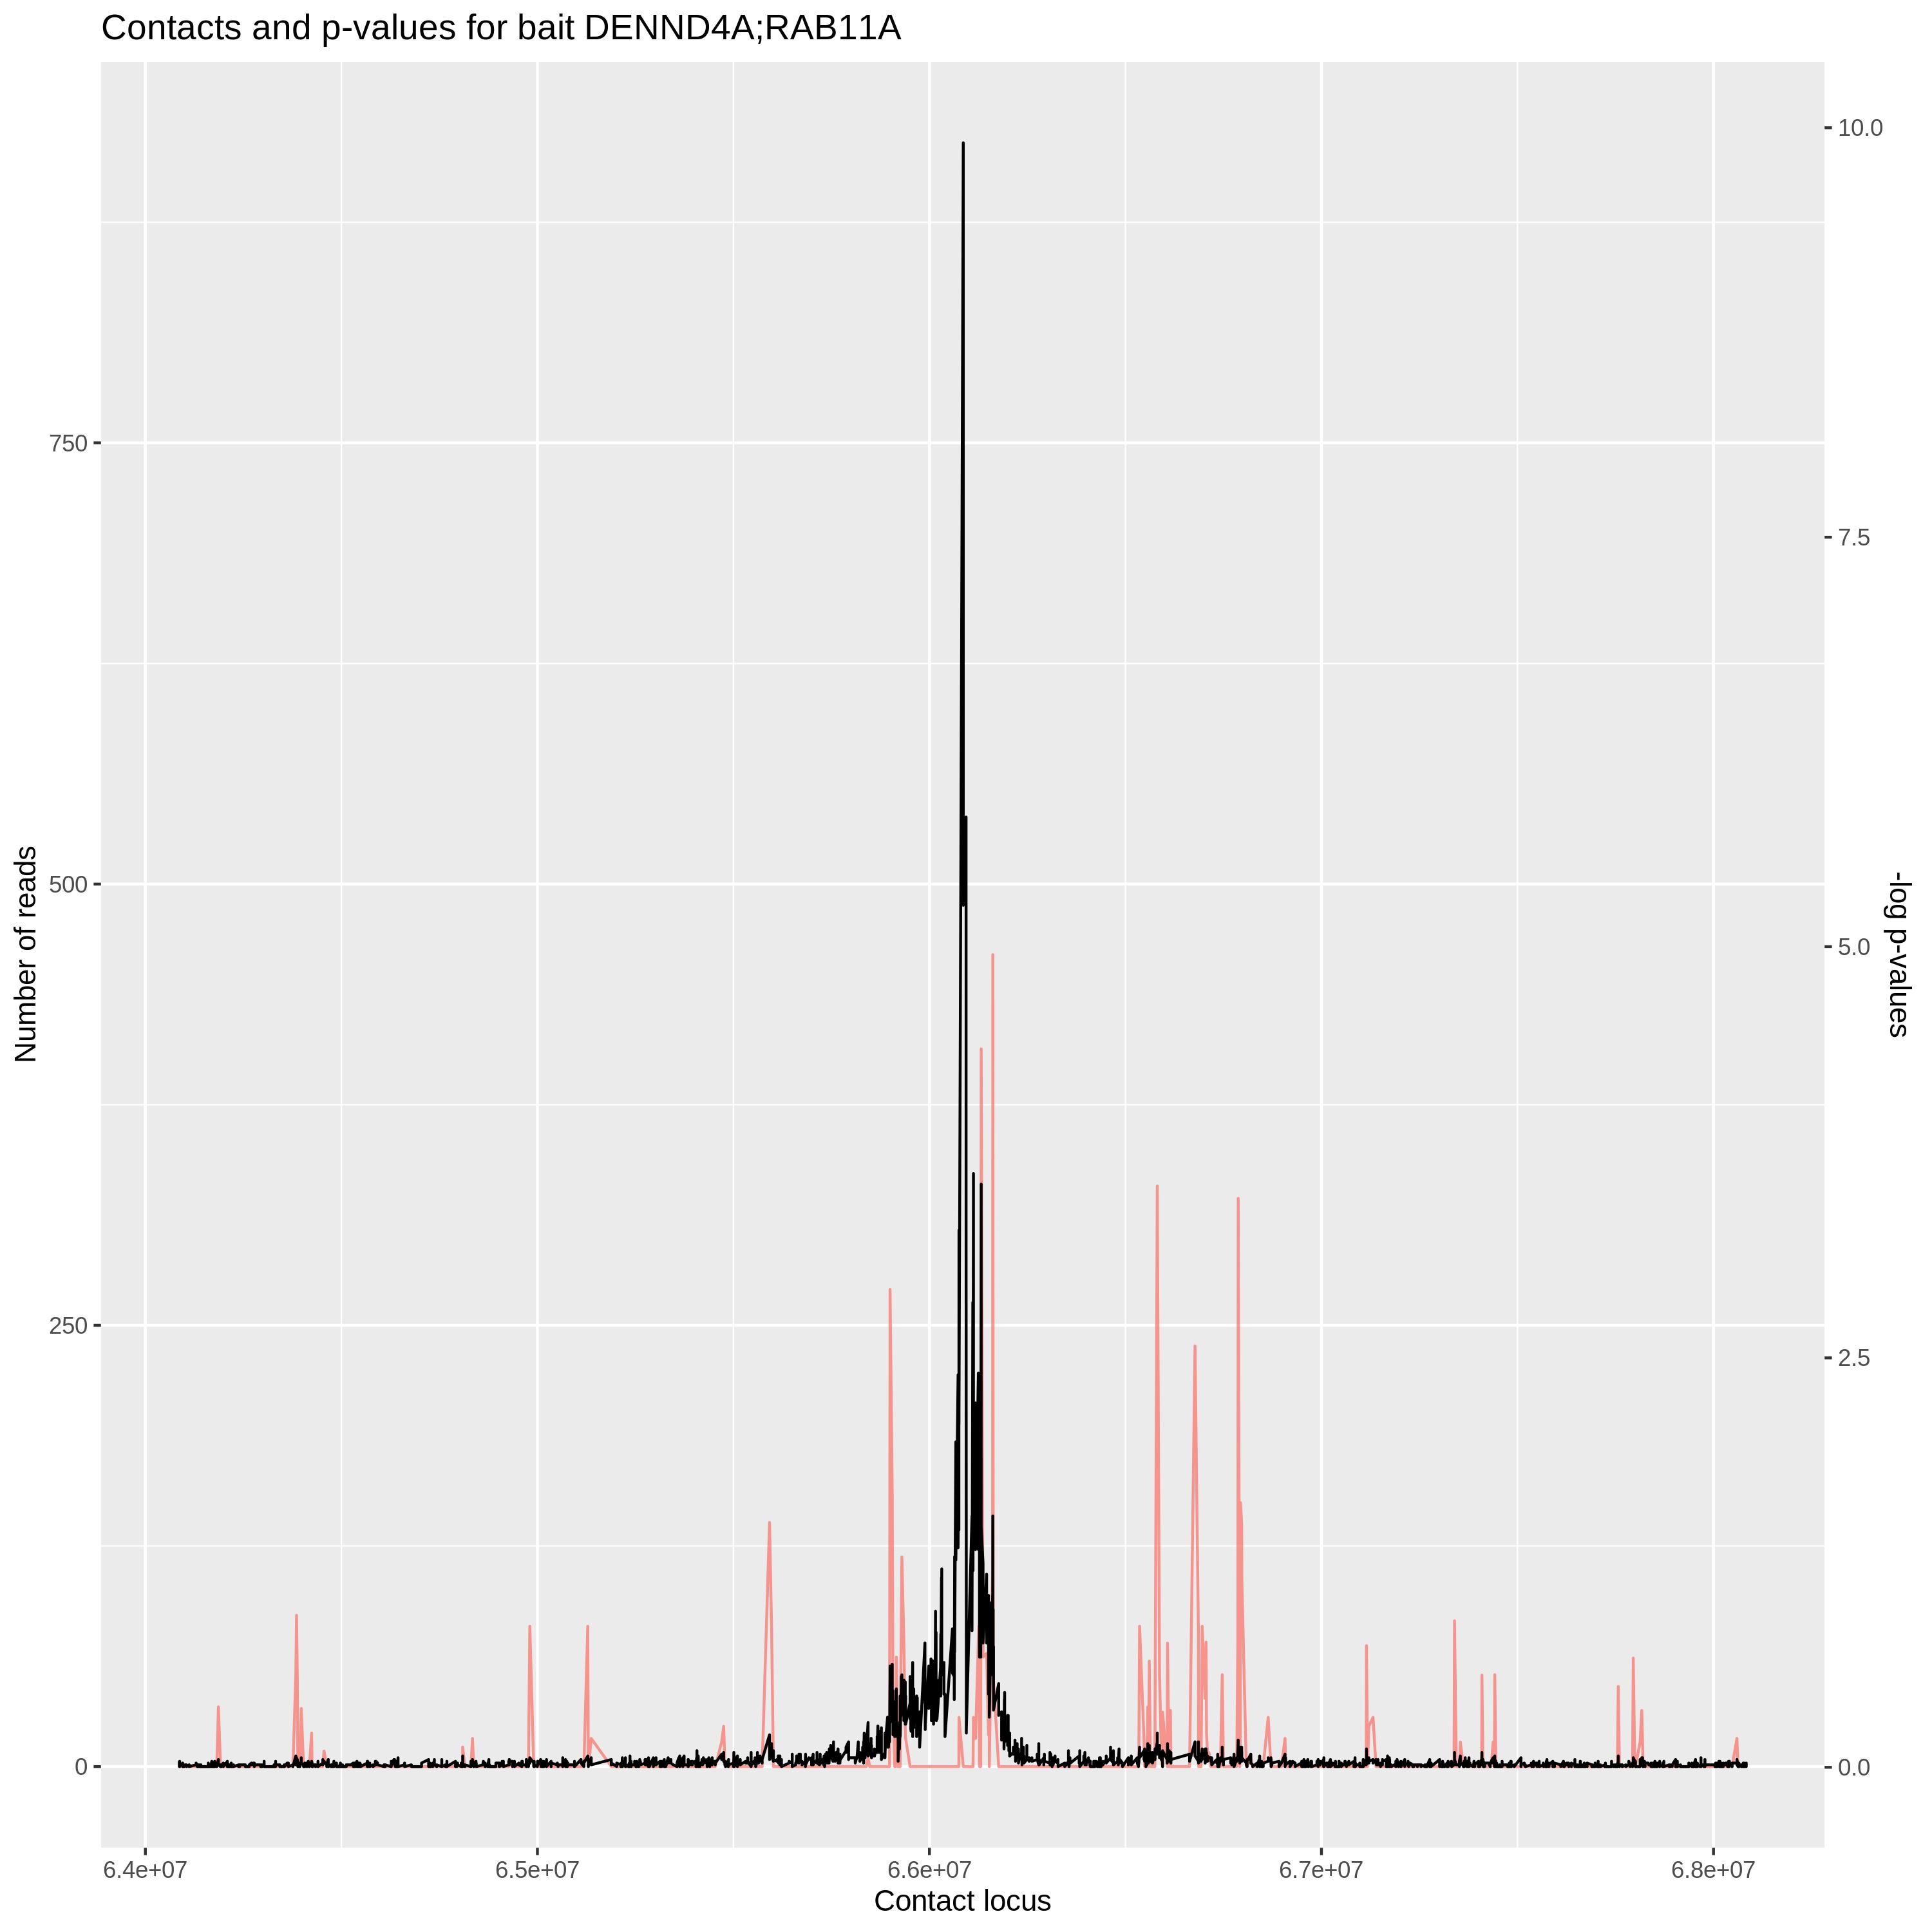 Contacts and p-values for bait DENND4A;RAB11A
10.0
750
7.5
Number of reads
500
-log p-values
5.0
250
2.5
0
0.0
6.4e+07
6.5e+07
6.6e+07
6.7e+07
6.8e+07
Contact locus